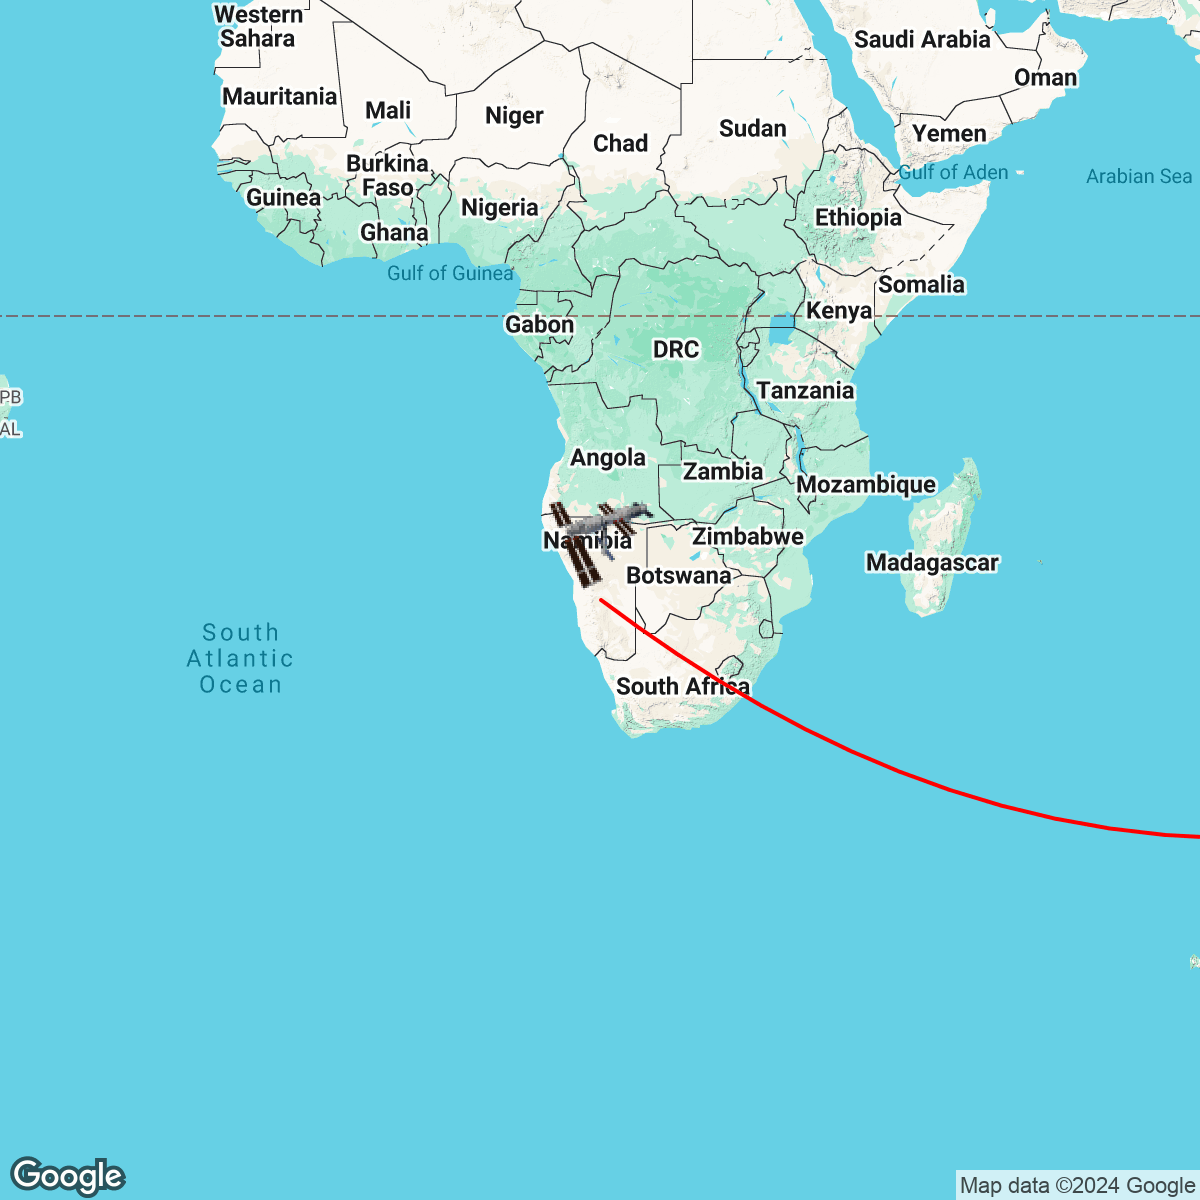 Western
Sahara
Saudi Arabia
Oman
Mauritania
Mali
Niger
Chad
Sudan
Yemen
Burkina
Faso
Gulf of Aden
Arabian Sea
Guinea
Nigeria
Ethiopia
Ghana
Gulf of Guinea
Somalia
Kenya
Gabon
DRC
Tanzania
PB
AL
Angola
Zambia
Mozambique
Namibia
Zimbabwe
Madagascar
Botswana
South
Atlantic
Ocean
South Africa
Google
Map data ©2024 Google